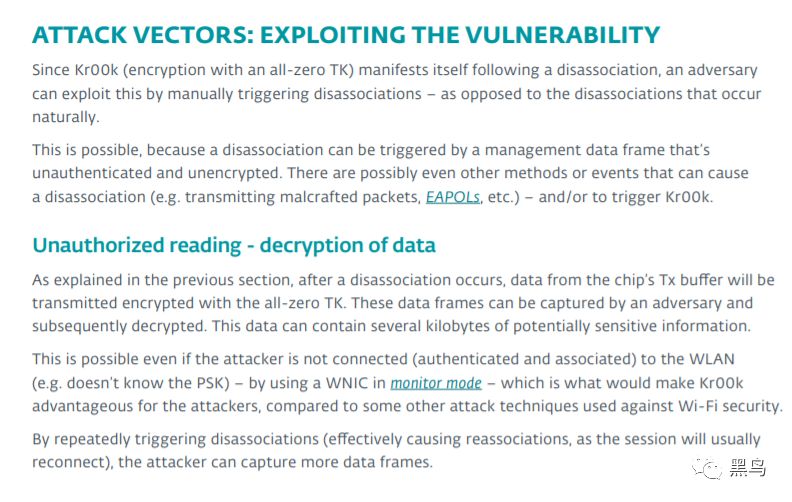 ATTACK VECTORS: EXPLOITING THE VULNERABILITY
Since Kr00k (encryption with an all-zero TK) manifests itself following a disassociation, an adversary
can exploit this by manually triggering disassociations – as opposed to the disassociations that occur
naturally.
This is possible, because a disassociation can be triggered by a management data frame that's
unauthenticated and unencrypted. There are possibly even other methods or events that can cause
a disassociation (e.g. transmitting malcrafted packets, EAPOLs, etc.) – and/or to trigger Kr00k.
Unauthorized reading - decryption of data
As explained in the previous section, after a disassociation occurs, data from the chip's Tx buffer will be
transmitted encrypted with the all-zero TK. These data frames can be captured by an adversary and
subsequently decrypted. This data can contain several kilobytes of potentially sensitive information.
This is possible even if the attacker is not connected (authenticated and associated) to the WLAN
(e.g. doesn't know the PSK) – by using a WNIC in monitor mode – which is what would make Kr00k
advantageous for the attackers, compared to some other attack techniques used against Wi-Fi security.
By repeatedly triggering disassociations (effectively causing reassociations, as the session will usually
reconnect), the attacker can capture more data frames.
黑鸟